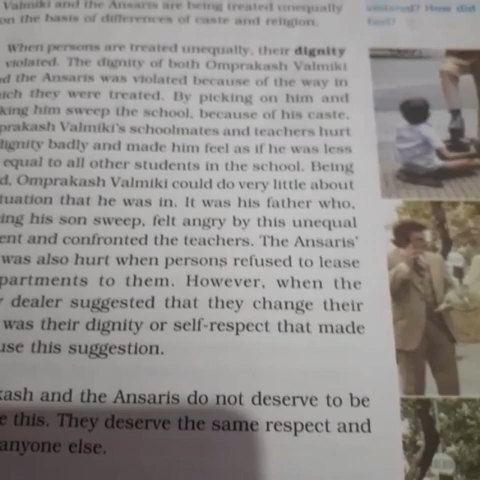 Valmiki and the Ansaris are being treated unequally
on the basis of differences of caste and religion.
When persons are treated unequally, their dignity
violated. The dignity of both Omprakash Valmiki
d the Ansaris was violated because of the way in
ich they were treated. By picking on him and
king him sweep the school, because of his caste,
prakash Valmiki's schoolmates and teachers hurt
dignity badly and made him feel as if he was less
equal to all other students in the school. Being
d, Omprakash Valmiki could do very little about
tuation that he was in. It was his father who,
ing his son sweep, felt angry by this unequal
ent and confronted the teachers. The Ansaris'
was also hurt when persons refused to lease
partments to them. However, when the
dealer suggested that they change their
was their dignity or self-respect that made
use this suggestion.
kash and the Ansaris do not deserve to be
e this. They deserve the same respect and
anyone else.
How did